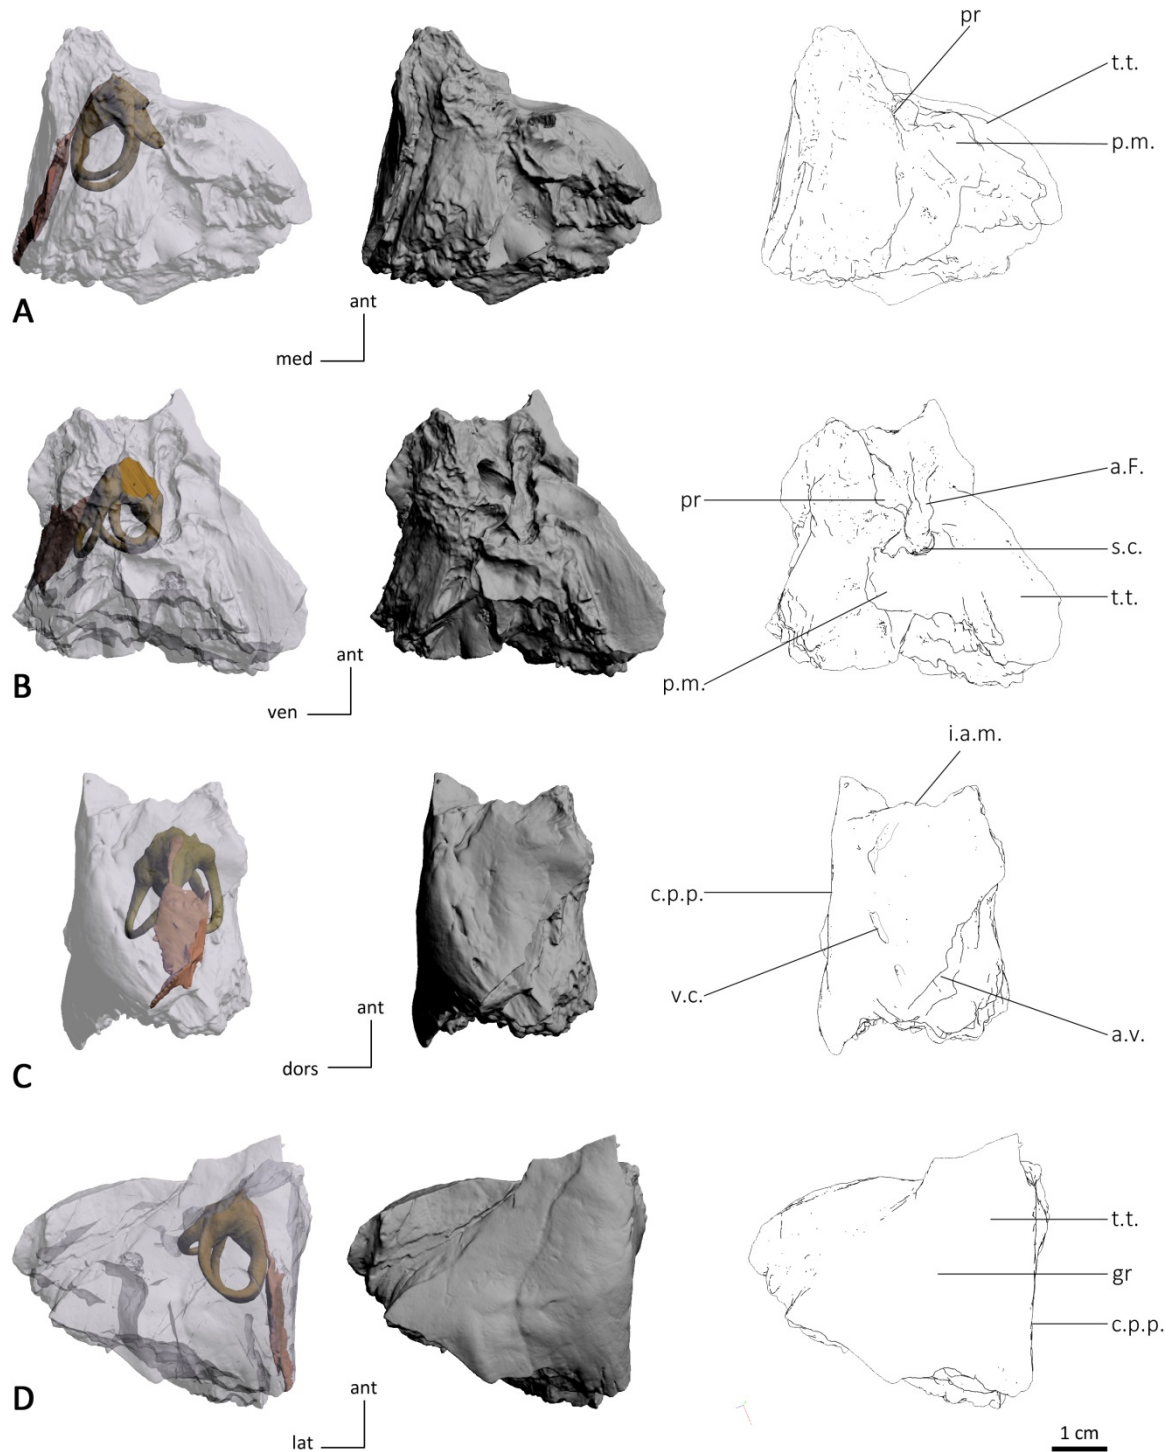 pr
t.t.
p.m.
A
ant
med
a.F.
pr
s.c.
t.t.
p.m.
B
ant
ven
i.a.m.
c.p.p.
v.c.
a.v.
C
ant
dors
t.t.
gr
c.p.p.
D
ant
lat
1 cm